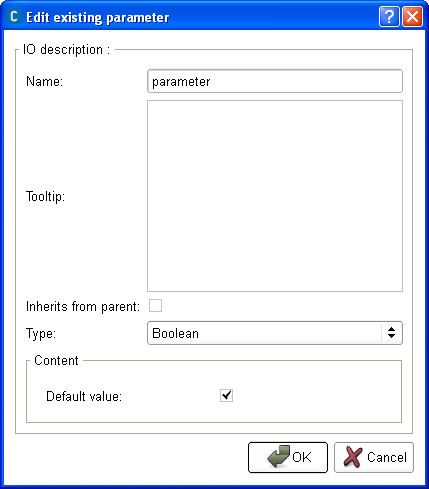 C Edit existing parameter ?
IO description :
Name: parameter
Tooltip:
Inherits from parent:
Type: Boolean
Content
Default value:
OK Cancel